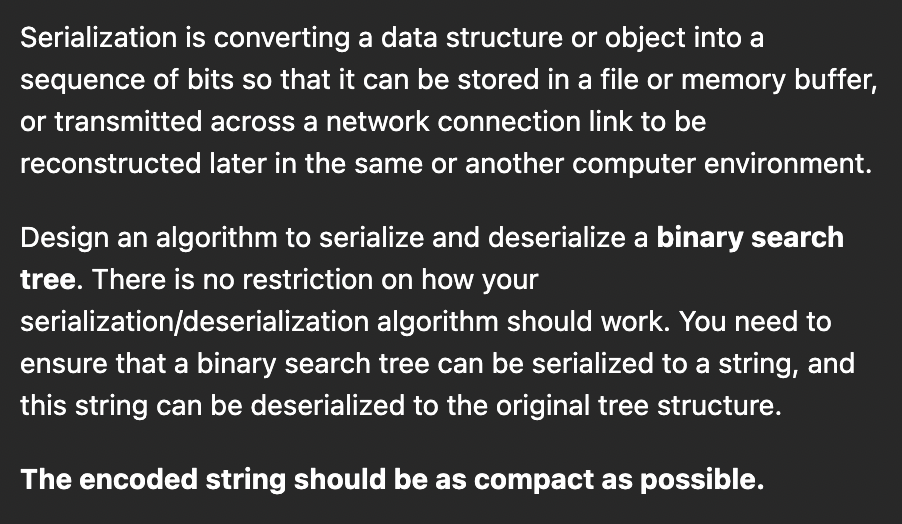 Serialization is converting a data structure or object into a
sequence of bits so that it can be stored in a file or memory buffer,
or transmitted across a network connection link to be
reconstructed later in the same or another computer environment.
Design an algorithm to serialize and deserialize a binary search
tree. There is no restriction on how your
serialization/deserialization algorithm should work. You need to
ensure that a binary search tree can be serialized to a string, and
this string can be deserialized to the original tree structure.
The encoded string should be as compact as possible.